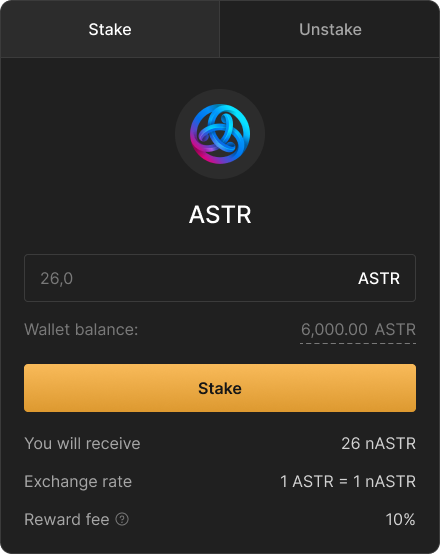 Stake Unstake
ASTR
26,0 ASTR
Wallet balance: 6,000.00 ASTR
Stake
You will receive 26 nASTR
Exchange rate 1 ASTR = 1 nASTR
Reward fee ? 10%